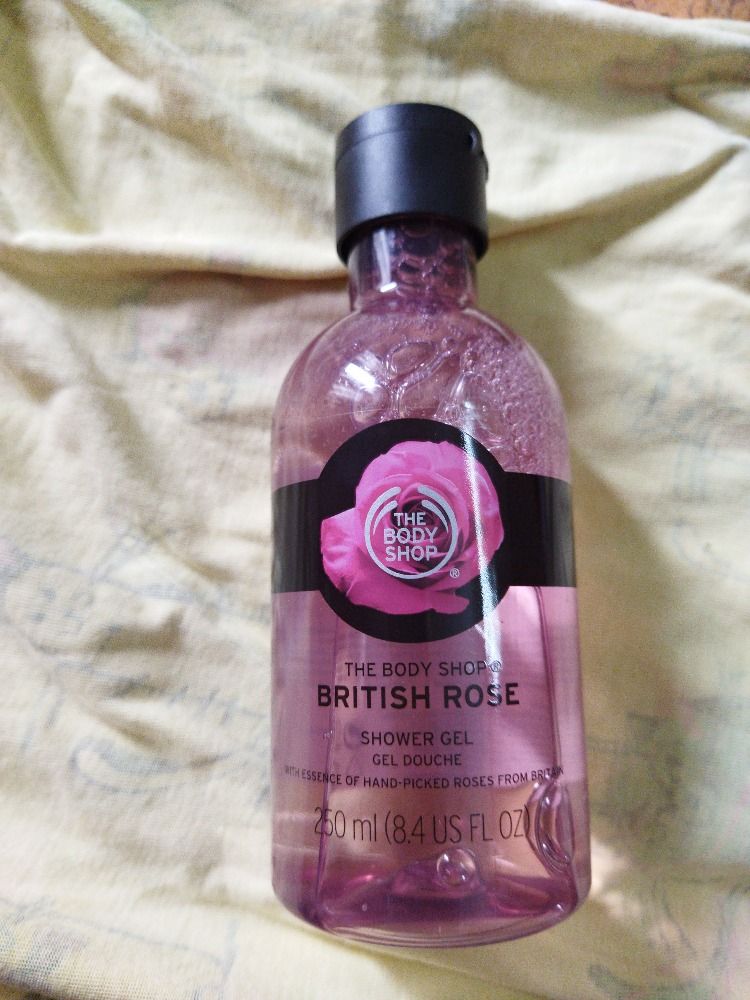 THE
BODY
SHOP
®
THE BODY SHOP®
BRITISH ROSE
SHOWER GEL
GEL DOUCHE
WITH ESSENCE OF HAND-PICKED ROSES FROM BRITAIN
250 ml (8.4 US FL OZ)